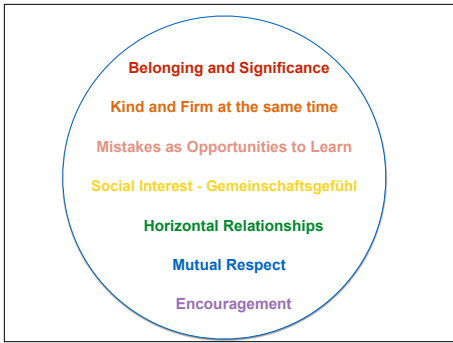 Belonging and Significance
Kind and Firm at the same time
Mistakes as Opportunities to Learn
Social Interest - Gemeinschaftsgefühl
Horizontal Relationships
Mutual Respect
Encouragement